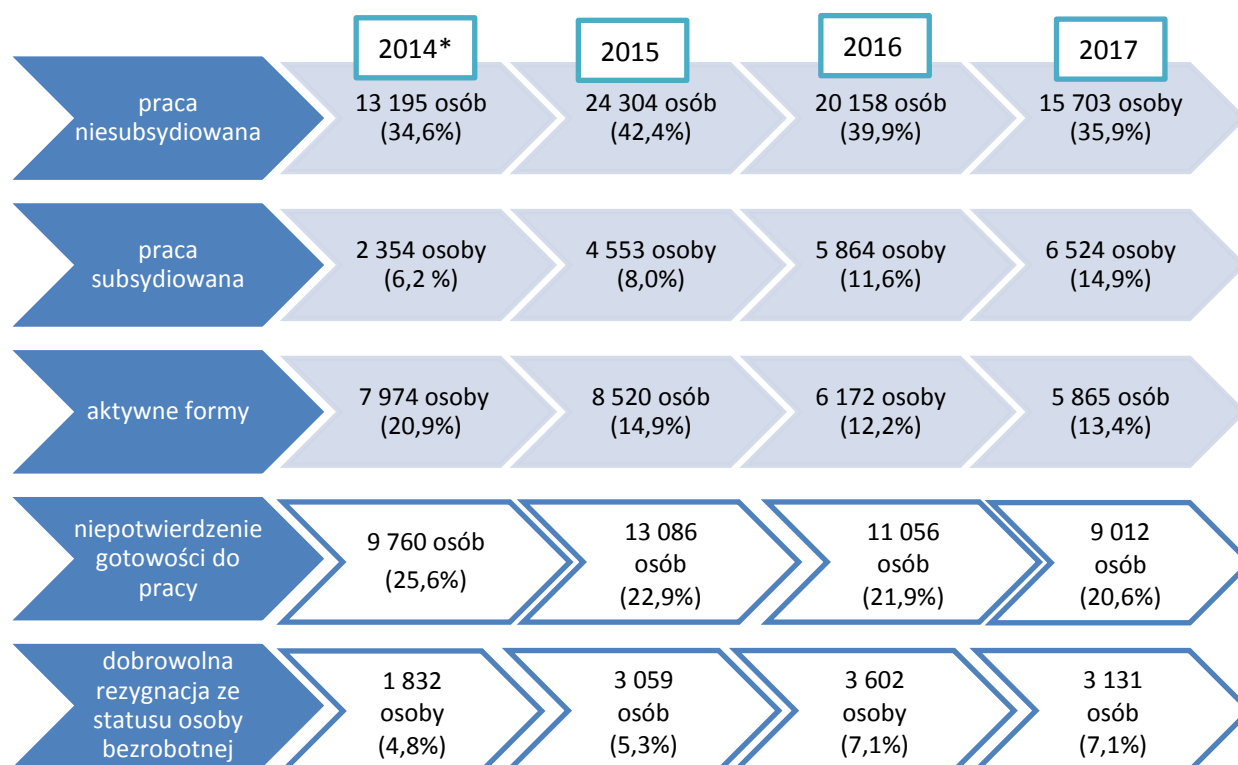 2014*
2015
2016
2017
praca
niesubsydiowana
13 195 osób
(34,6%)
24 304 osób
(42,4%)
20 158 osób
(39,9%)
15 703 osoby
(35,9%)
praca
subsydiowana
2 354 osoby
(6,2 %)
4 553 osoby
(8,0%)
5 864 osoby
(11,6%)
6 524 osoby
(14,9%)
aktywne formy
7 974 osoby
(20,9%)
8 520 osób
(14,9%)
6 172 osoby
(12,2%)
5 865 osób
(13,4%)
niepotwierdzenie
gotowości do
pracy
9 760 osób
(25,6%)
13 086
osób
(22,9%)
11 056
osób
(21,9%)
9 012
osób
(20,6%)
dobrowolna
rezygnacja ze
statusu osoby
bezrobotnej
1 832
osoby
(4,8%)
3 059
osób
(5,3%)
3 602
osoby
(7,1%)
3 131
osób
(7,1%)